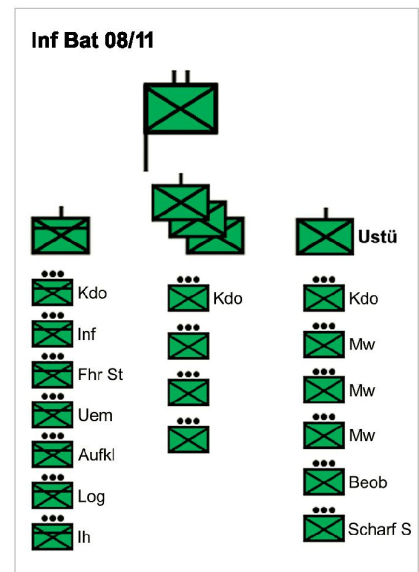 Inf Bat 08/11
Ustü
Kdo
Inf
Fhr St
Uem
Aufkl
Log
Ih
Kdo
Kdo
Mw
Mw
Mw
Beob
Scharf S